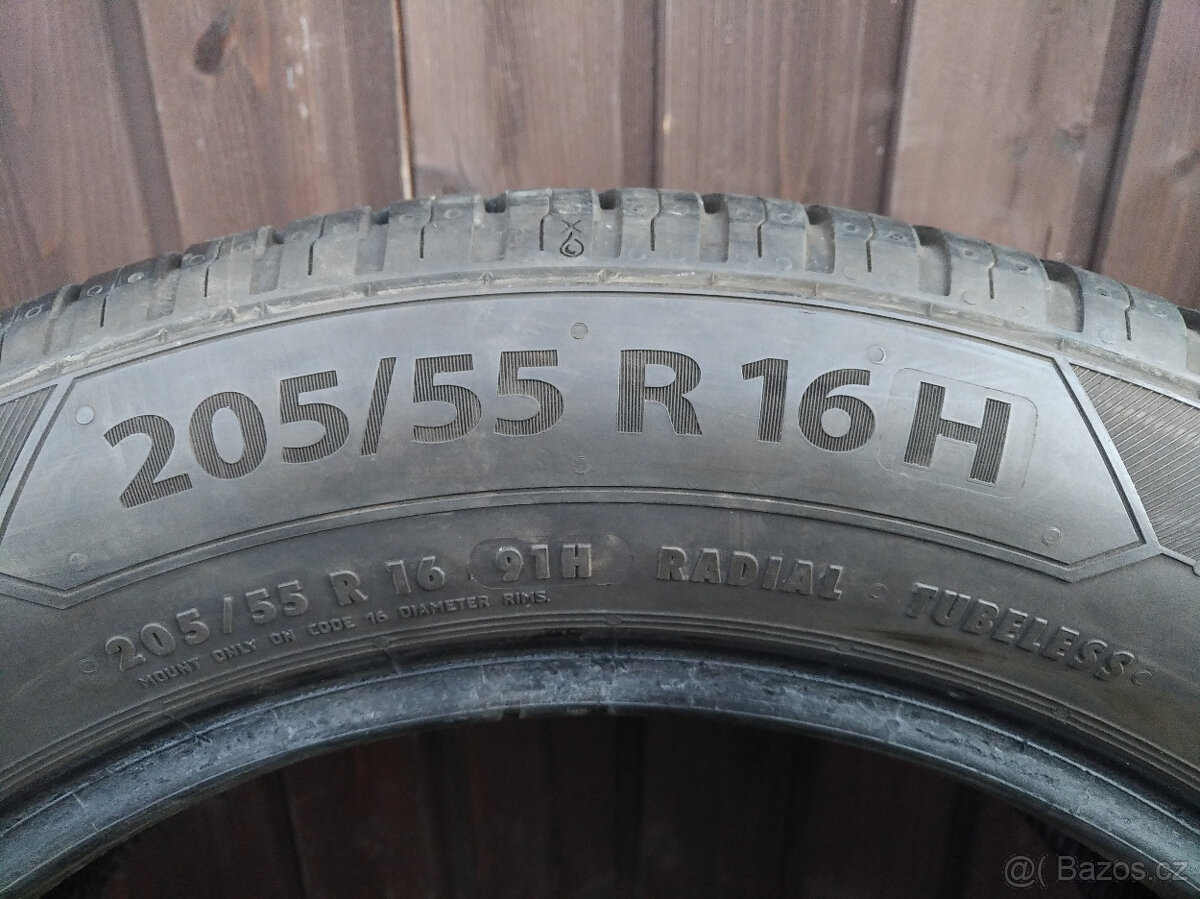 205/55 R 16 H
205/55 R 16 91H RADIAL • TUBELESS
MOUNT ONLY ON CODE 16 DIAMETER RIMS.
@( Bazos.cz